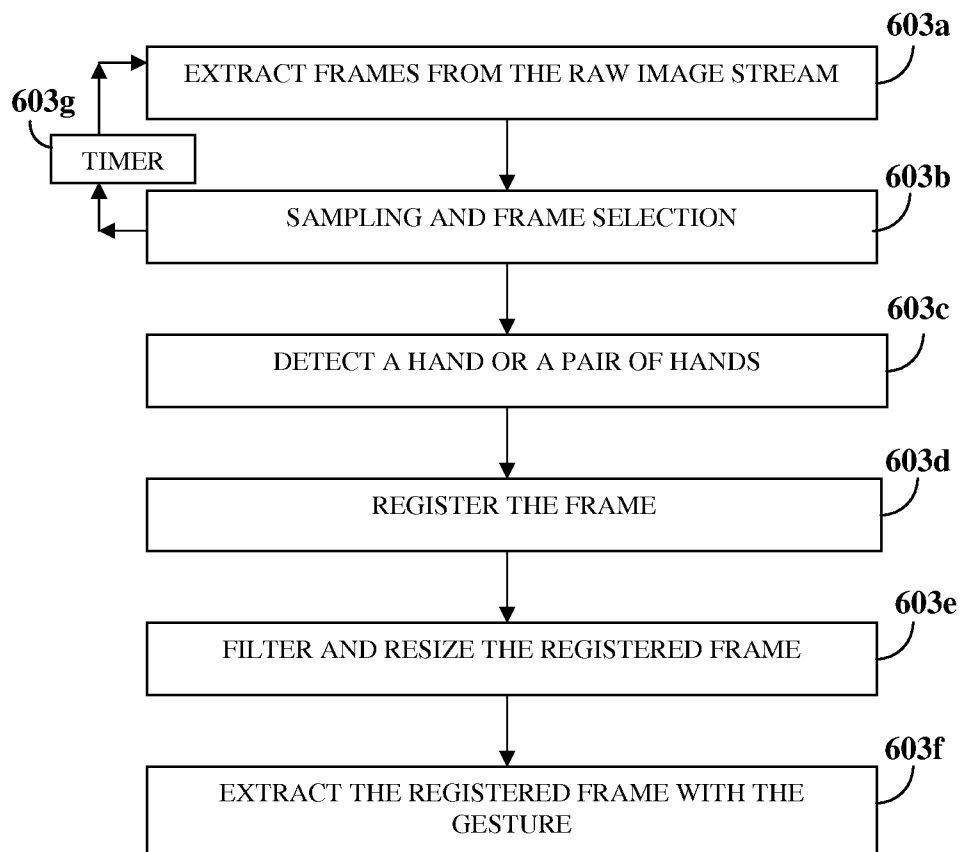 603a
EXTRACT FRAMES FROM THE RAW IMAGE STREAM
603g
TIMER
603b
SAMPLING AND FRAME SELECTION
603c
DETECT A HAND OR A PAIR OF HANDS
603d
REGISTER THE FRAME
603e
FILTER AND RESIZE THE REGISTERED FRAME
603f
EXTRACT THE REGISTERED FRAME WITH THE
GESTURE